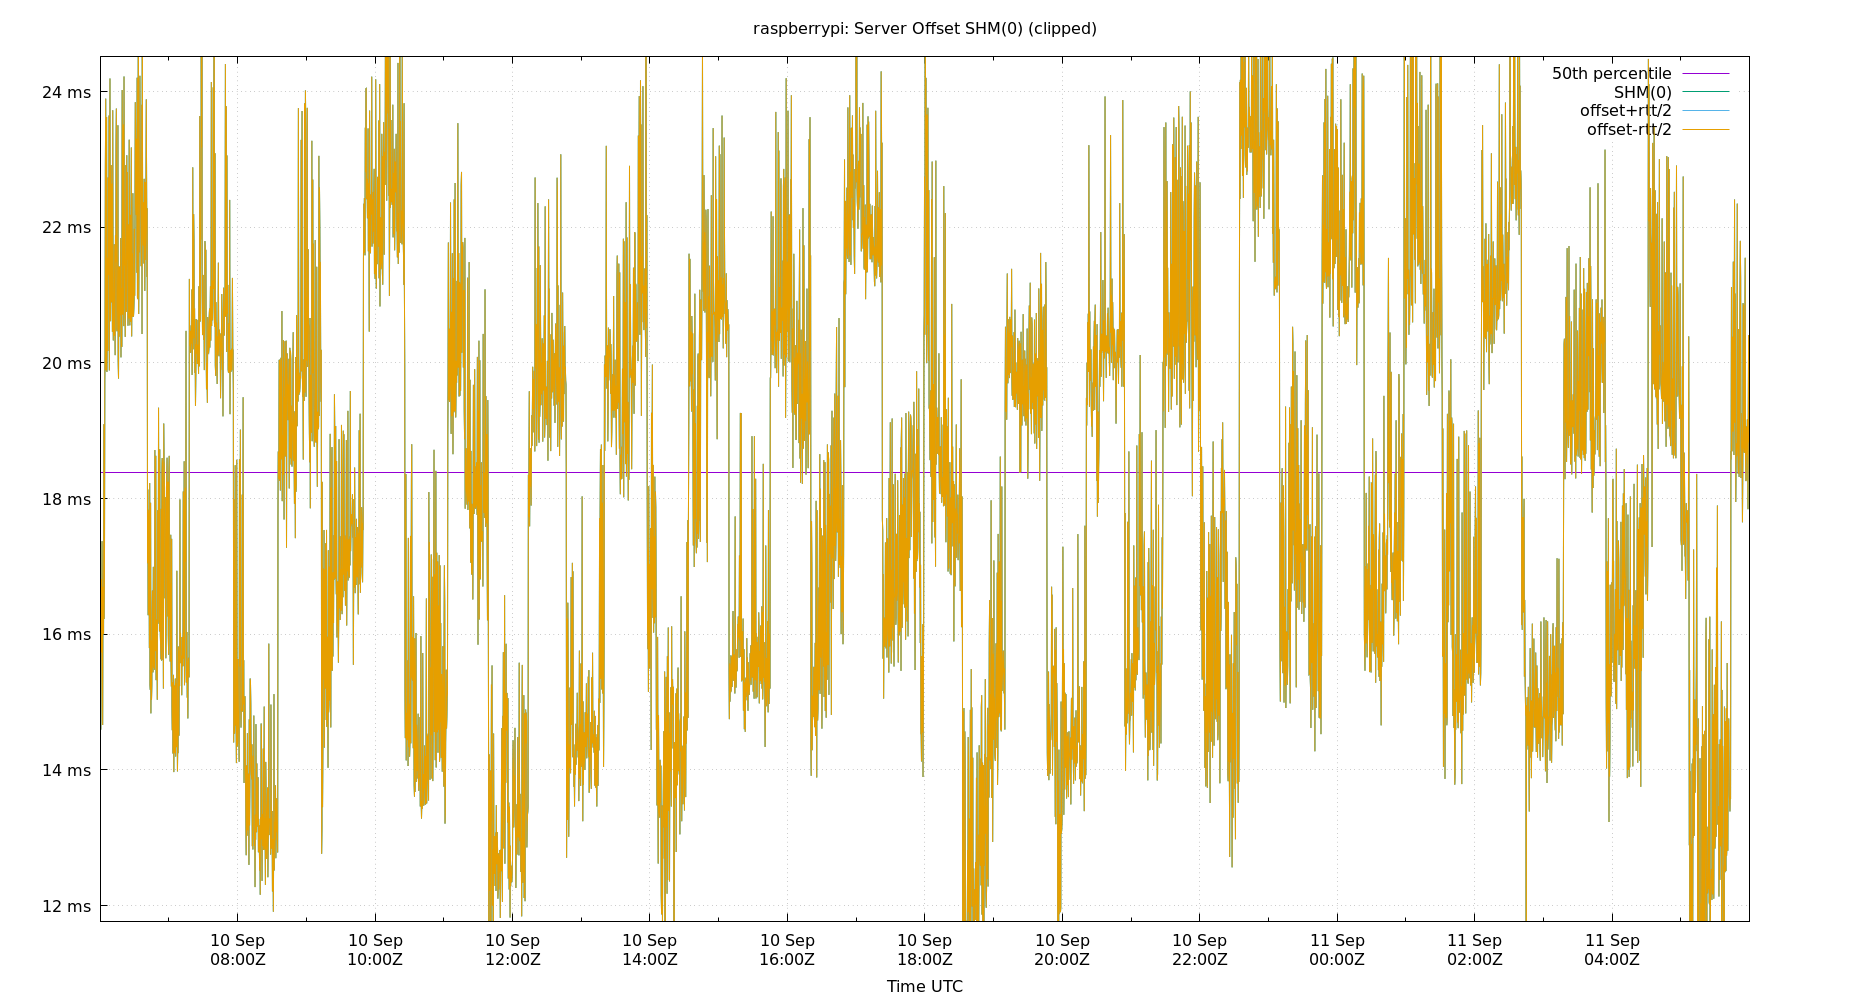 raspberrypi: Server Offset SHM(0) (clipped)
50th percentile
SHM(0)
offset+rtt/2
offset-rtt/2
24 ms
22 ms
20 ms
18 ms
16 ms
14 ms
12 ms
10 Sep 10 Sep 10 Sep 10 Sep 10 Sep 10 Sep 10 Sep 10 Sep 11 Sep 11 Sep 11 Sep
08:00Z 10:00Z 12:00Z 14:00Z 16:00Z 18:00Z 20:00Z 22:00Z 00:00Z 02:00Z 04:00Z
Time UTC